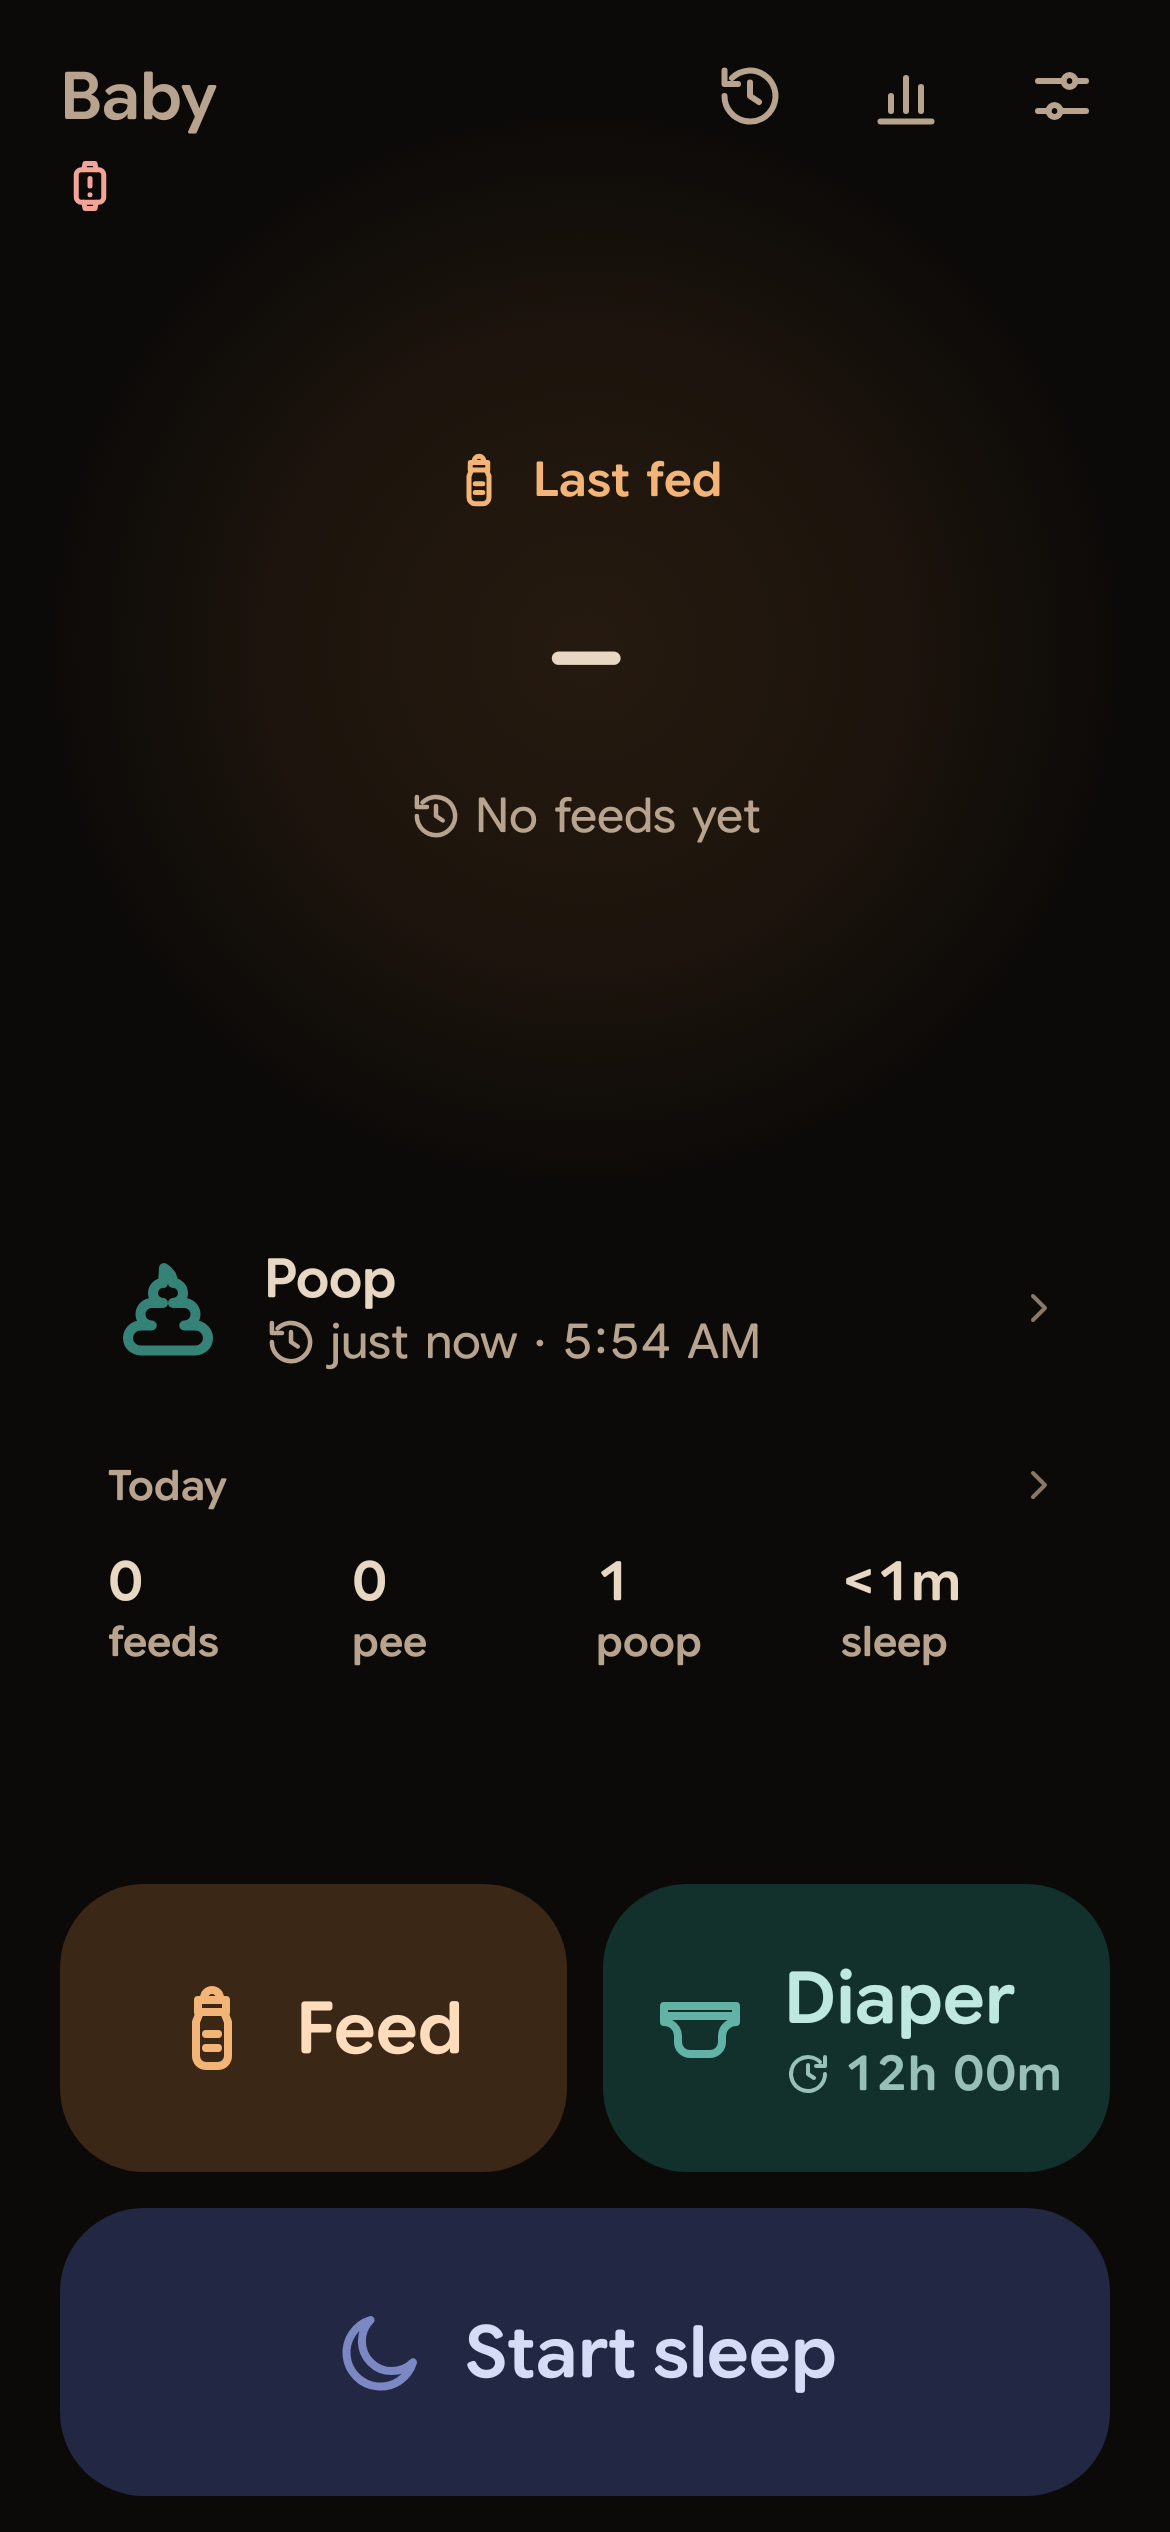 Baby
Last fed
–
No feeds yet
Poop
just now · 5:54 AM
Today
0 0 1 <1m
feeds pee poop sleep
Feed
Diaper
12h 00m
Start sleep